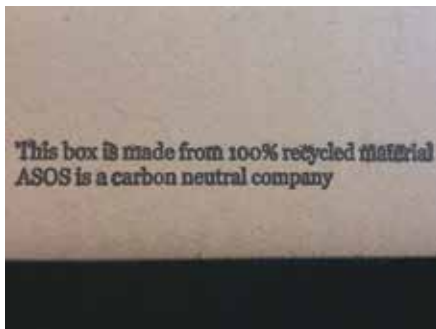 This box is made from 100% recycled material
ASOS is a carbon neutral company